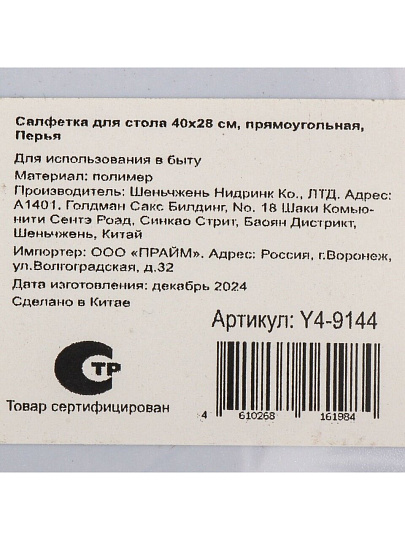 Салфетка для стола 40х28 см, прямоугольная,
Перья
Для использования в быту
Материал: полимер
Производитель: Шеньчжень Нидринк Ко., ЛТД. Адрес:
А1401. Голдман Сакс Билдинг, No. 18 Шаки Комью-
нити Сентэ Роад, Синкао Стрит, Баоян Дистрикт,
Шеньчжень, Китай
Импортер: ООО «ПРАЙМ». Адрес: Россия, г.Воронеж,
ул.Волгоградская, д.32
Дата изготовления: декабрь 2024
Сделано в Китае
Артикул: Y4-9144
ТР
Товар сертифицирован
4 610268 161984